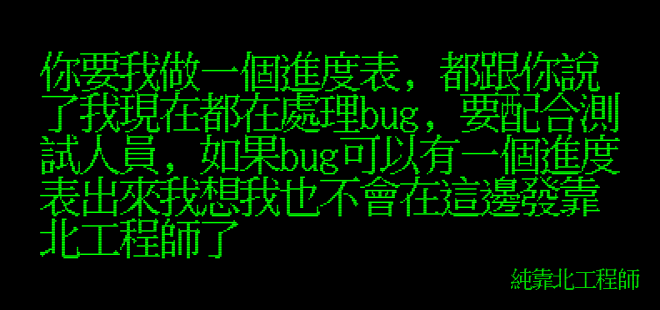 你要我做一個進度表, 都跟你說
了我現在都在處理bug, 要配合測
試人員, 如果bug可以有一個進度
表出來我想我也不會在這邊發靠
北工程師了
純靠北工程師